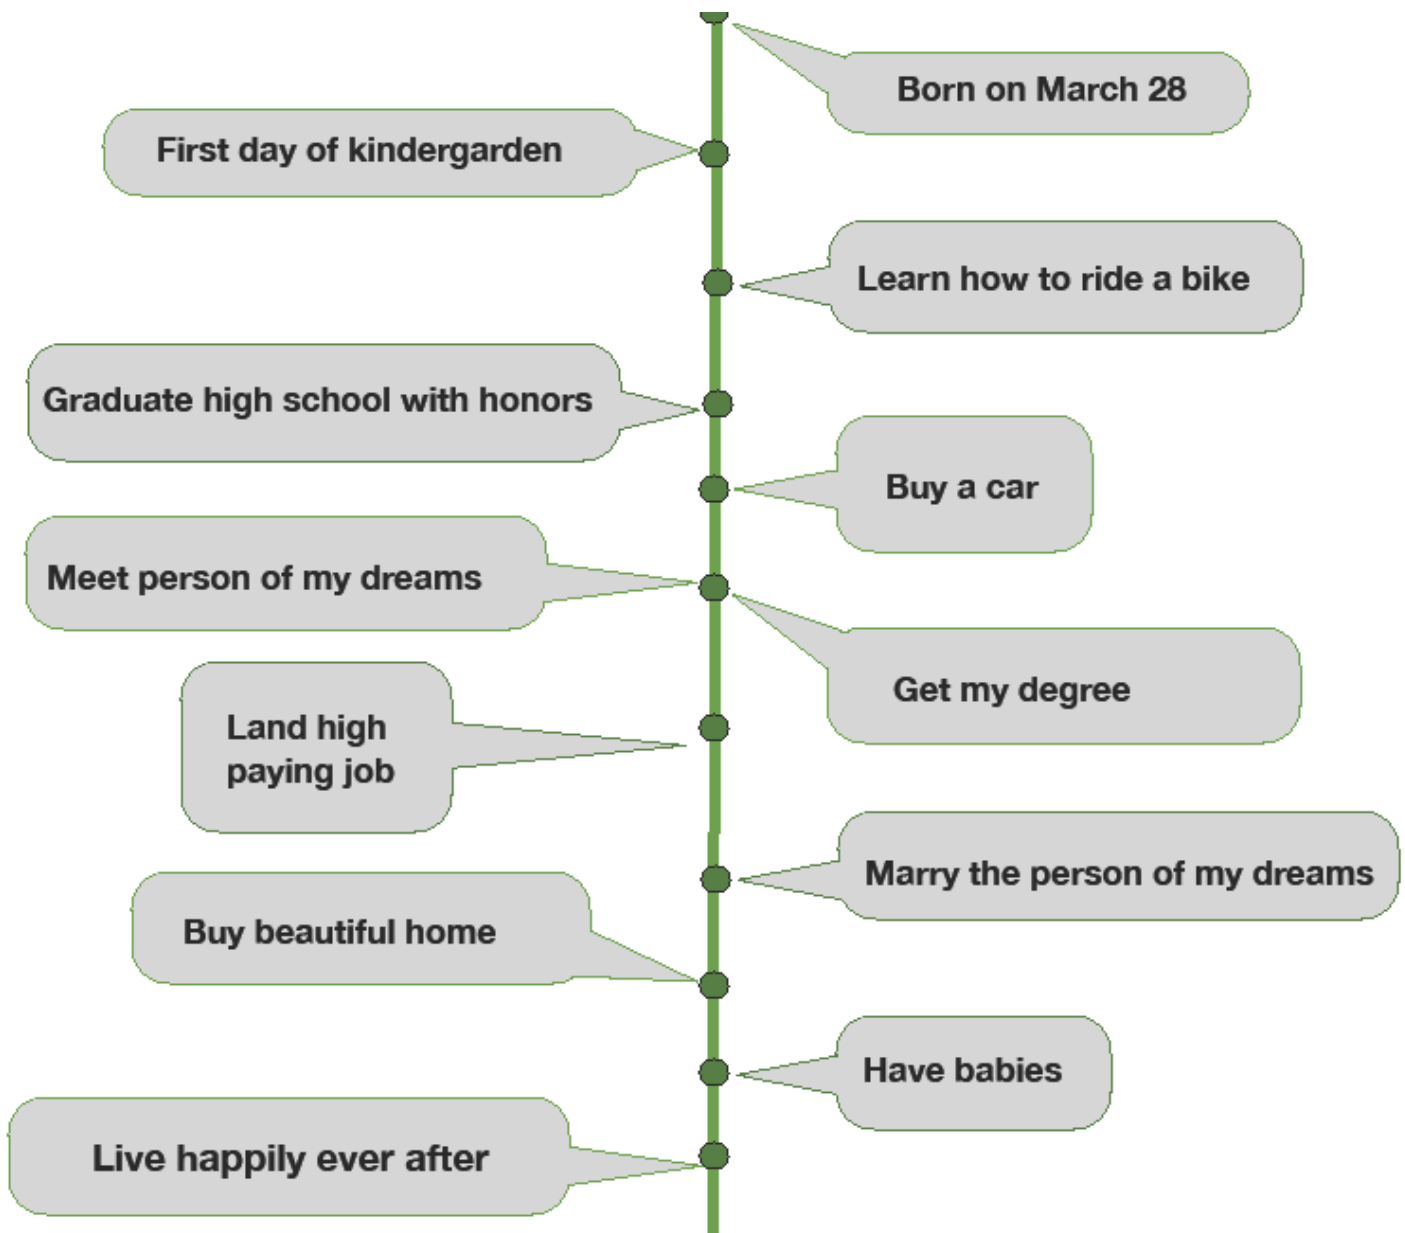 Born on March 28
First day of kindergarden
Learn how to ride a bike
Graduate high school with honors
Buy a car
Meet person of my dreams
Get my degree
Land high
paying job
Marry the person of my dreams
Buy beautiful home
Have babies
Live happily ever after